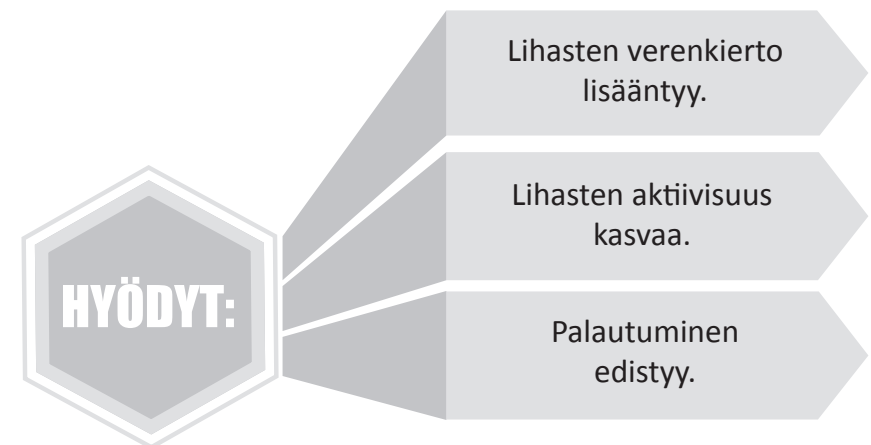 HYÖDYT:
Lihasten verenkierto
lisääntyy.
Lihasten aktiivisuus
kasvaa.
Palautuminen
edistyy.